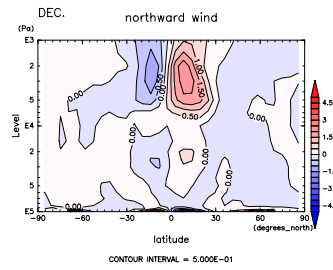 DEC.
northward wind
(Pa)
E3
2
5
E4
2
5
E5
Level
0.00
0.50
0.00
1.00
1.50
0.50
0.00
0.00
0.00
0.00
0.00
4.5
3
1.5
0
-1.5
-3
-4.
-90 -60 -30 0 30 60 90
(degrees_north)
latitude
CONTOUR INTERVAL = 5.000E-01